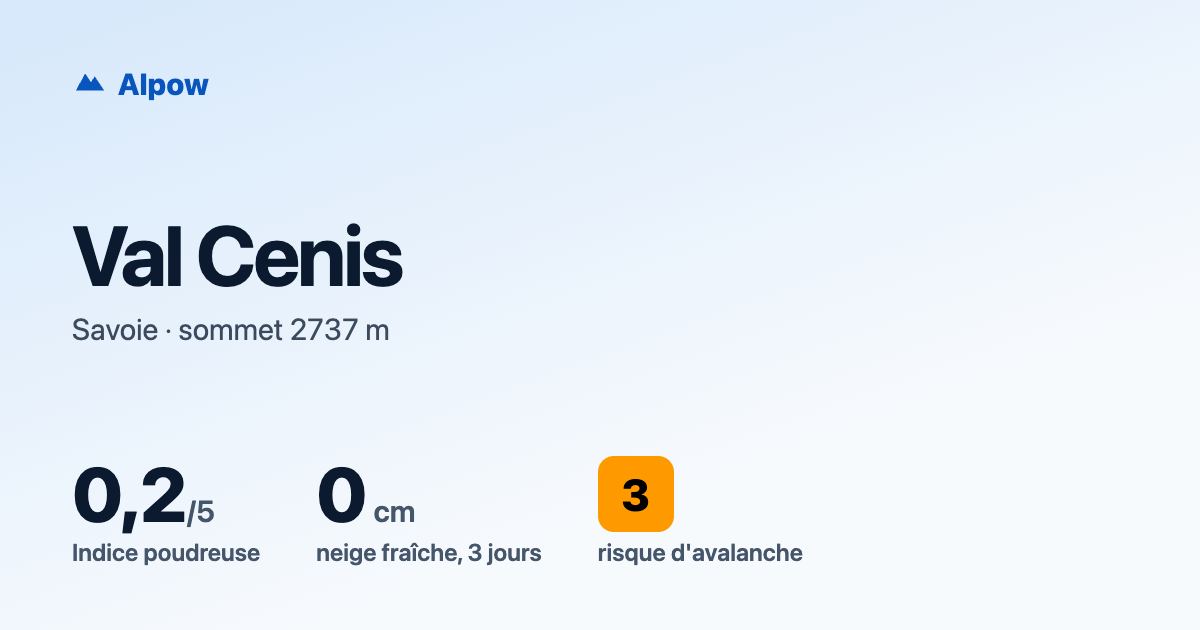 Alpow
Val Cenis
Savoie · sommet 2737 m
0,2/5
Indice poudreuse
0 cm
neige fraîche, 3 jours
3
risque d'avalanche